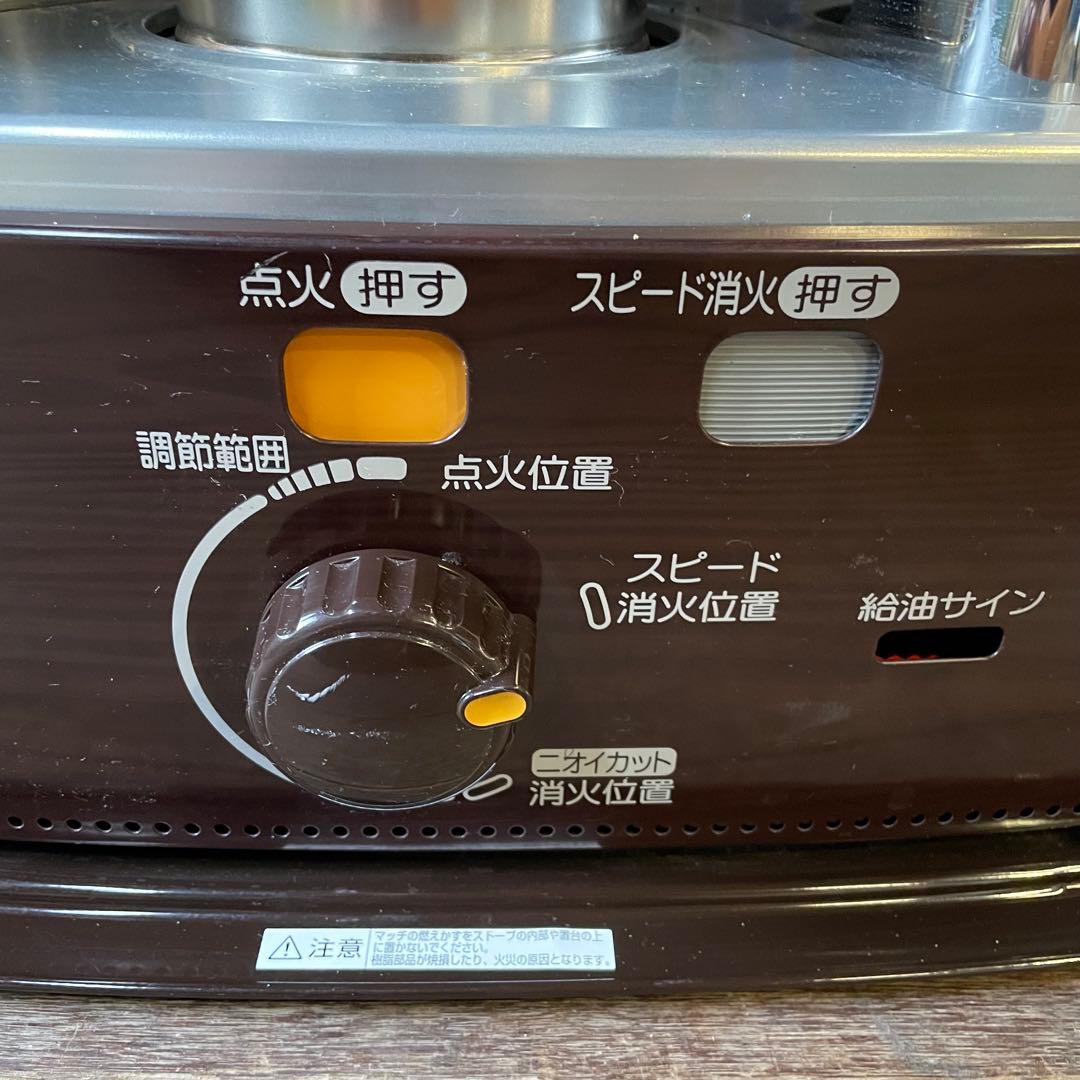 点火 押す
スピード消火 押す
調節範囲
点火位置
スピード
消火位置
給油サイン
ニオイカット
消火位置
注意
マッチの燃えかすをストーブの内部や置台の上
に置かないでください。
樹脂部品が焼損したり、火災の原因となります。